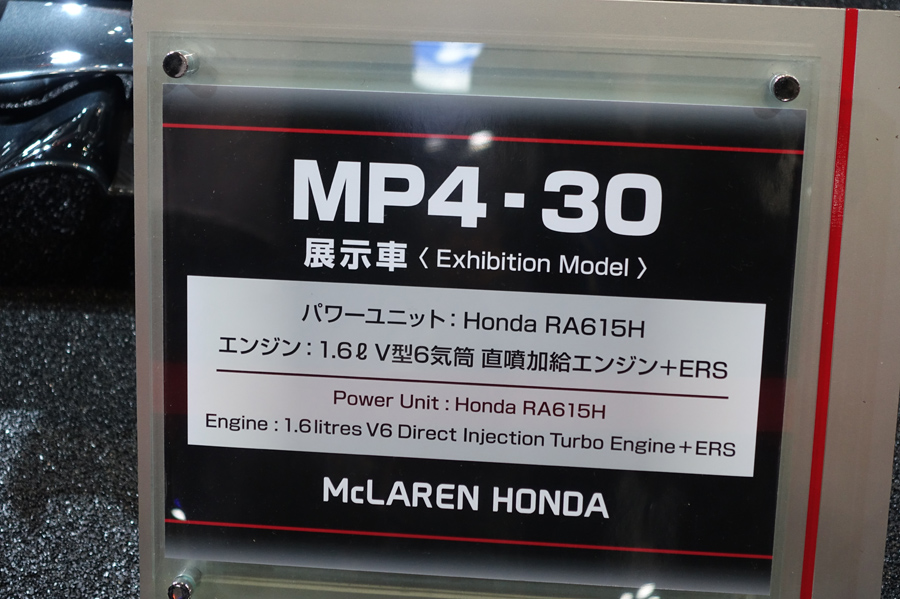 MP4-30
展示車〈 Exhibition Model 〉
パワーユニット：Honda RA615H
エンジン：1.6ℓ V型6気筒 直噴加給エンジン＋ERS
Power Unit : Honda RA615H
Engine : 1.6litres V6 Direct Injection Turbo Engine＋ERS
McLAREN HONDA